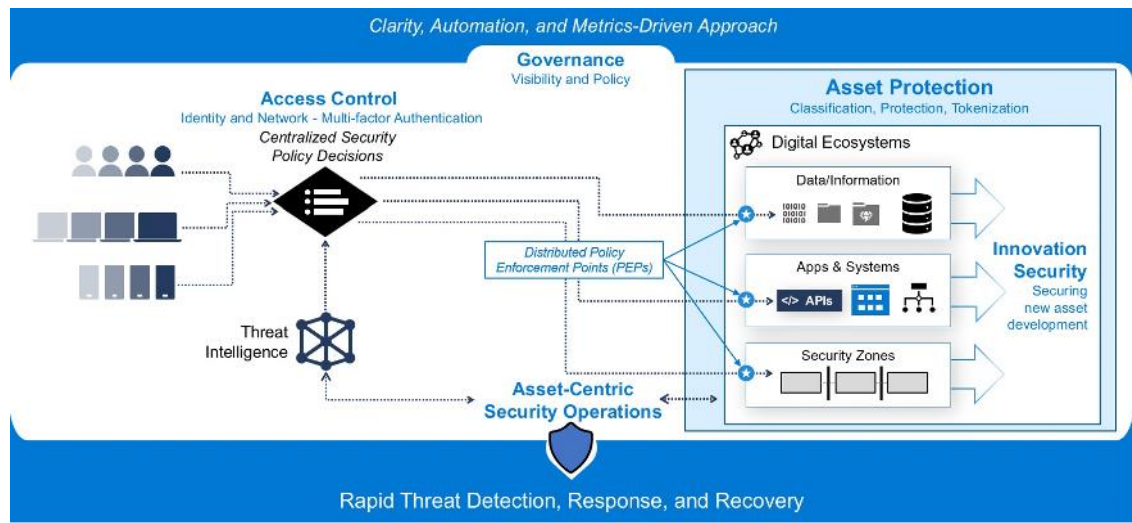 Clarity, Automation, and Metrics-Driven Approach
Governance
Visibility and Policy
Access Control
Identity and Network - Multi-factor Authentication
Centralized Security
Policy Decisions
Asset Protection
Classification, Protection, Tokenization
Digital Ecosystems
Data/Information
101010
010101
101010
Distributed Policy
Enforcement Points (PEPs)
Apps & Systems
</> APIs
Innovation
Security
Securing
new asset
development
Threat
Intelligence
Security Zones
Asset-Centric
Security Operations
Rapid Threat Detection, Response, and Recovery